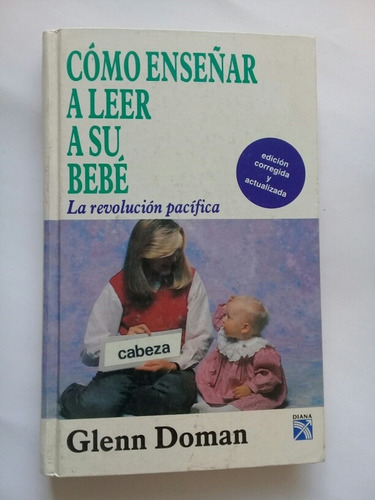 CÓMO ENSEÑAR
A LEER
A SU
BEBÉ
La revolución pacífica
edición
corregida y
actualizada
cabeza
Glenn Doman
DIANA